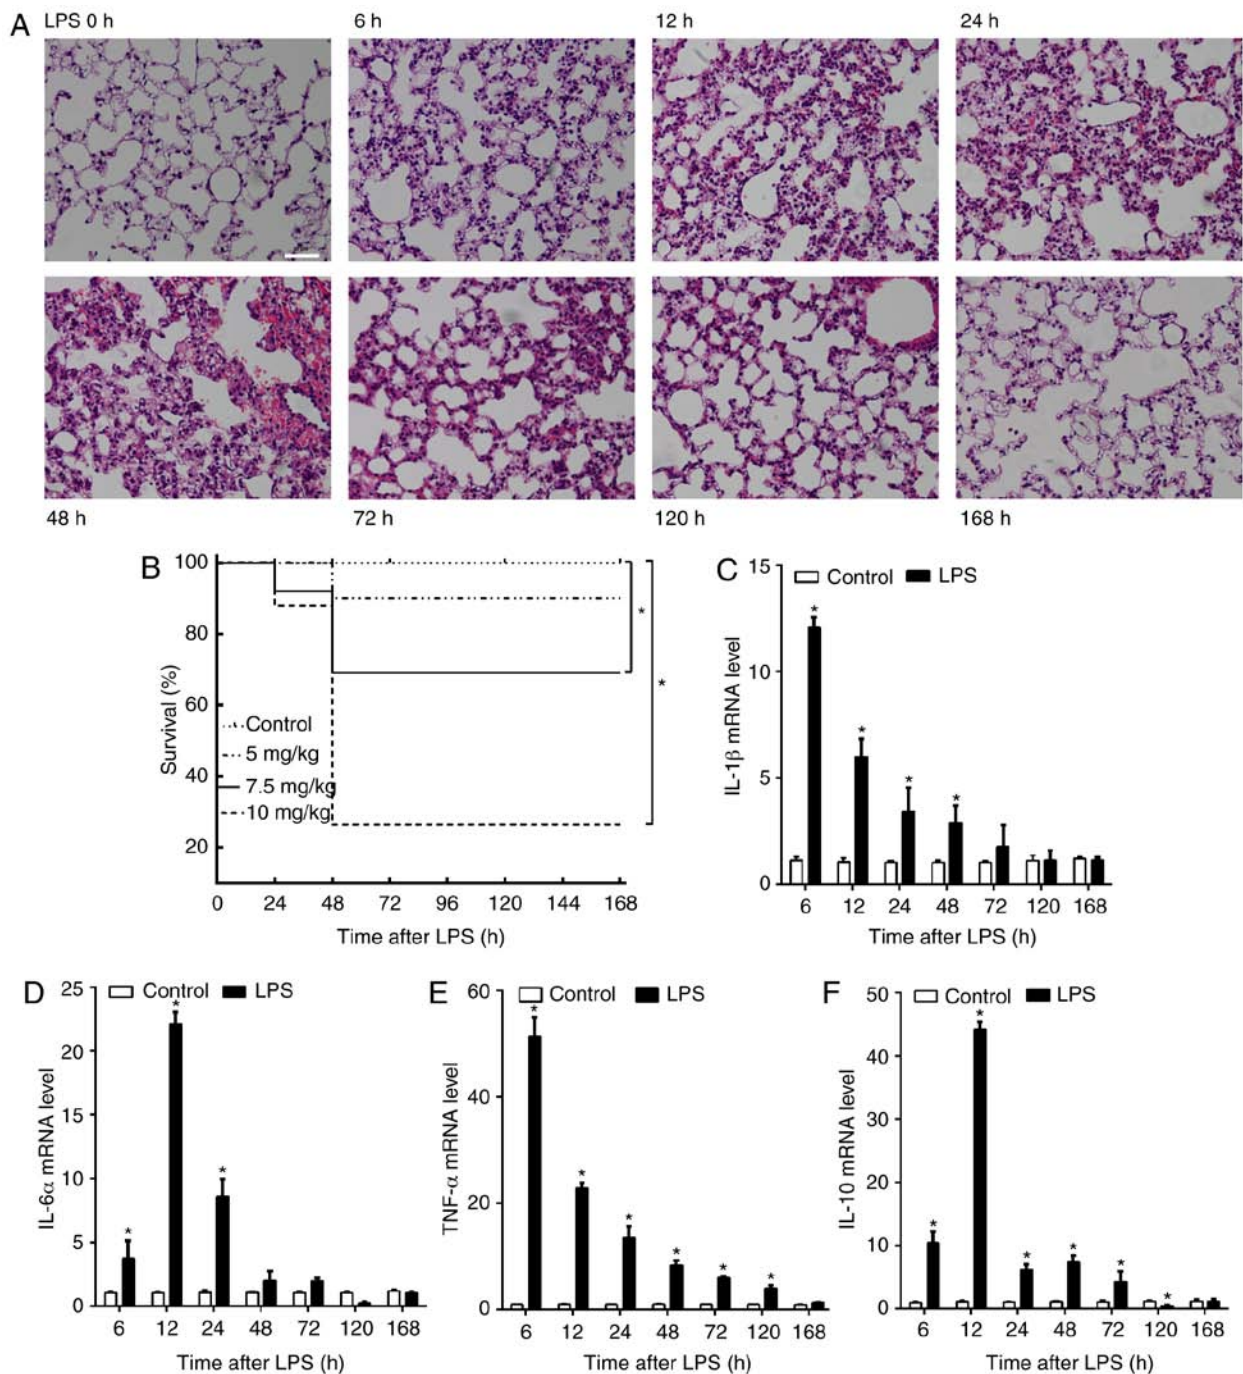 A
LPS 0 h
6 h
12 h
24 h
48 h
72 h
120 h
168 h
B
100
80
60
40
20
Survival (%)
Control
5 mg/kg
7.5 mg/kg
10 mg/kg
*
*
0 24 48 72 96 120 144 168
Time after LPS (h)
C
Control LPS
15
10
5
0
IL-1β mRNA level
* * * *
6 12 24 48 72 120 168
Time after LPS (h)
D
Control LPS
25
20
15
10
5
0
IL-6α mRNA level
* * *
6 12 24 48 72 120 168
Time after LPS (h)
E
Control LPS
60
40
20
0
TNF-α mRNA level
* * * * * *
6 12 24 48 72 120 168
Time after LPS (h)
F
Control LPS
50
40
30
20
10
0
IL-10 mRNA level
* * * * * *
6 12 24 48 72 120 168
Time after LPS (h)